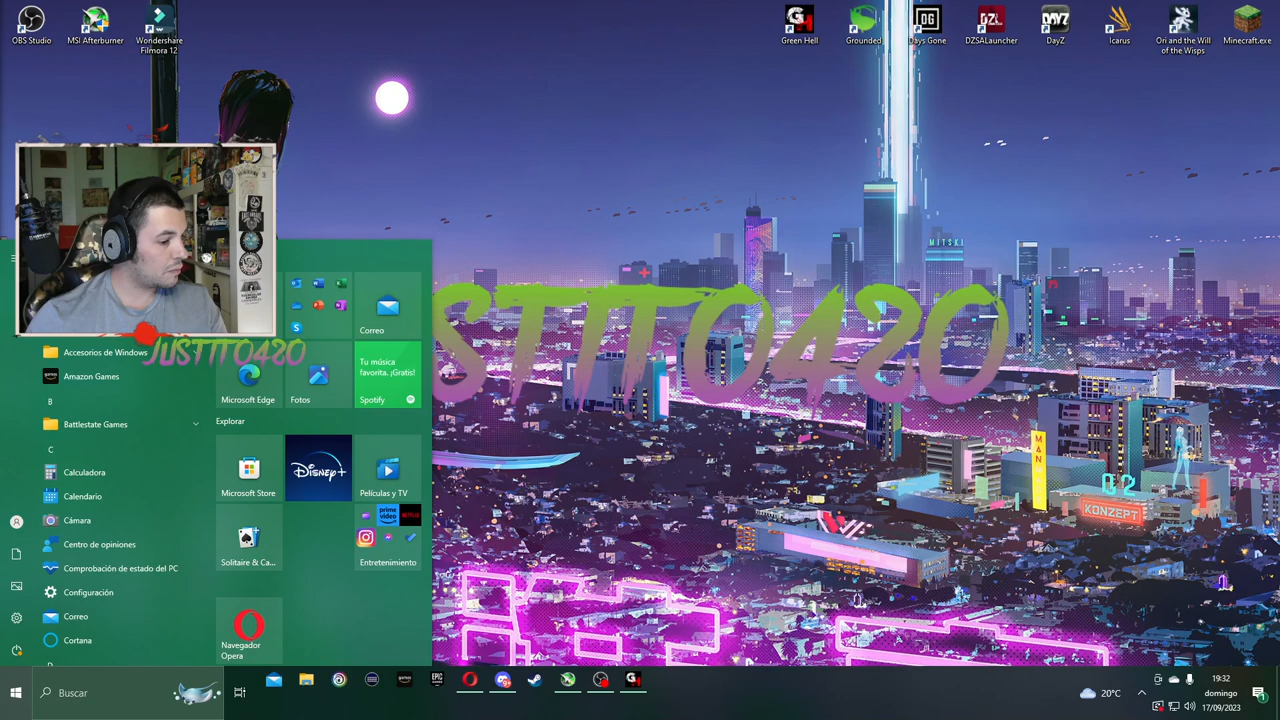 OBS Studio
MSI Afterburner
Wondershare
Filmora 12
Green Hell
Grounded
Days Gone
DZSALauncher
DayZ
Icarus
Ori and the Will
of the Wisps
Minecraft.exe
MITSKI
JUSTITO420
STITO420
MAN
02
KONZEPT
Accesorios de Windows
Amazon Games
B
Battlestate Games
C
Calculadora
Calendario
Cámara
Centro de opiniones
Comprobación de estado del PC
Configuración
Correo
Cortana
Correo
Microsoft Edge
Fotos
Tu música
favorita. ¡Gratis!
Spotify
Explorar
Microsoft Store
Disney+
Películas y TV
Solitaire & Ca...
prime
video
NETFLIX
Entretenimiento
Navegador
Opera
Buscar
EPIC
20°C
19:32
domingo
17/09/2023